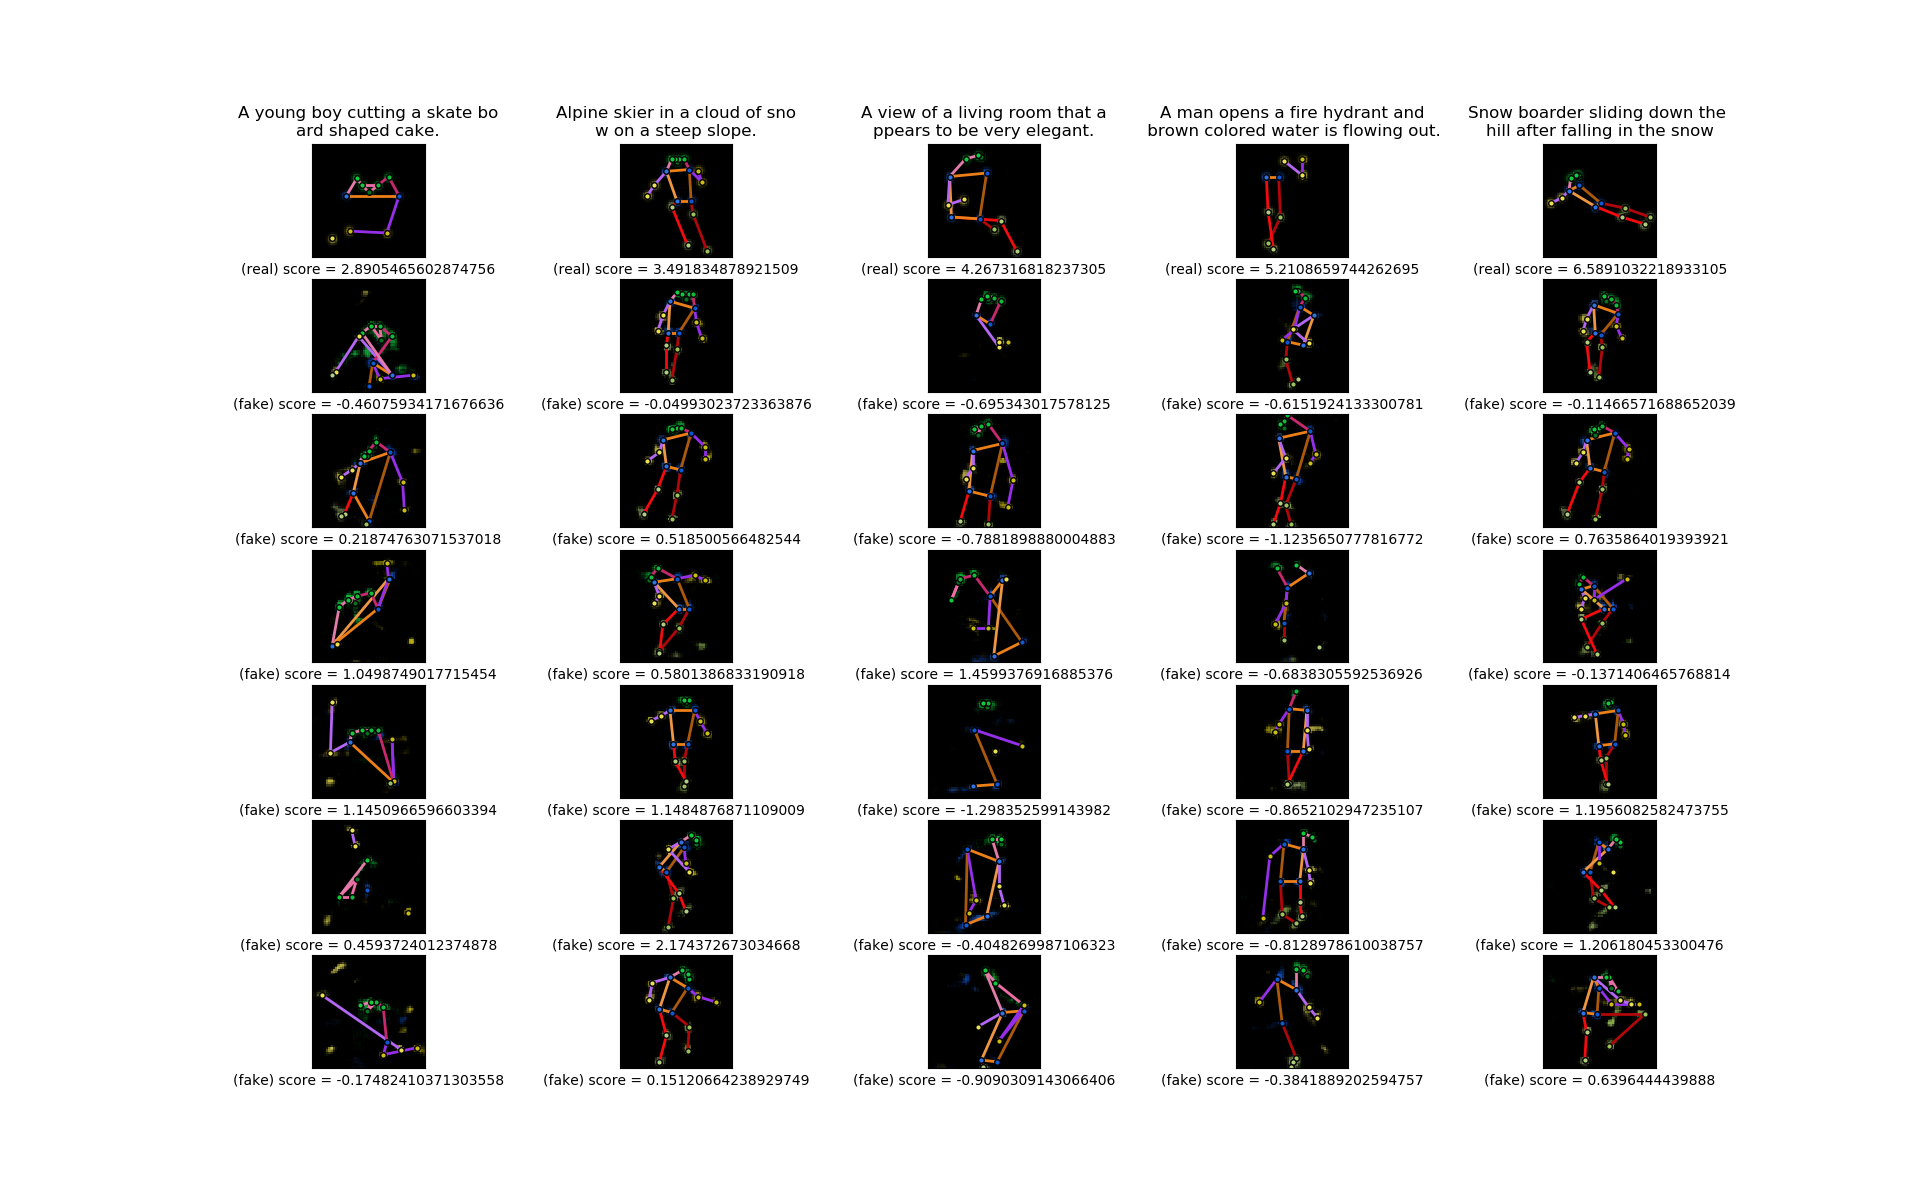 A young boy cutting a skate bo
ard shaped cake.
Alpine skier in a cloud of sno
w on a steep slope.
A view of a living room that a
ppears to be very elegant.
A man opens a fire hydrant and
brown colored water is flowing out.
Snow boarder sliding down the
hill after falling in the snow
(real) score = 2.8905465602874756
(real) score = 3.491834878921509
(real) score = 4.267316818237305
(real) score = 5.2108659744262695
(real) score = 6.5891032218933105
(fake) score = -0.46075934171676636
(fake) score = -0.04993023723363876
(fake) score = -0.695343017578125
(fake) score = -0.6151924133300781
(fake) score = -0.11466571688652039
(fake) score = 0.21874763071537018
(fake) score = 0.518500566482544
(fake) score = -0.7881898880004883
(fake) score = -1.1235650777816772
(fake) score = 0.7635864019393921
(fake) score = 1.0498749017715454
(fake) score = 0.5801386833190918
(fake) score = 1.4599376916885376
(fake) score = -0.6838305592536926
(fake) score = -0.1371406465768814
(fake) score = 1.1450966596603394
(fake) score = 1.1484876871109009
(fake) score = -1.298352599143982
(fake) score = -0.8652102947235107
(fake) score = 1.1956082582473755
(fake) score = 0.4593724012374878
(fake) score = 2.174372673034668
(fake) score = -0.4048269987106323
(fake) score = -0.8128978610038757
(fake) score = 1.206180453300476
(fake) score = -0.17482410371303558
(fake) score = 0.15120664238929749
(fake) score = -0.9090309143066406
(fake) score = -0.3841889202594757
(fake) score = 0.6396444439888